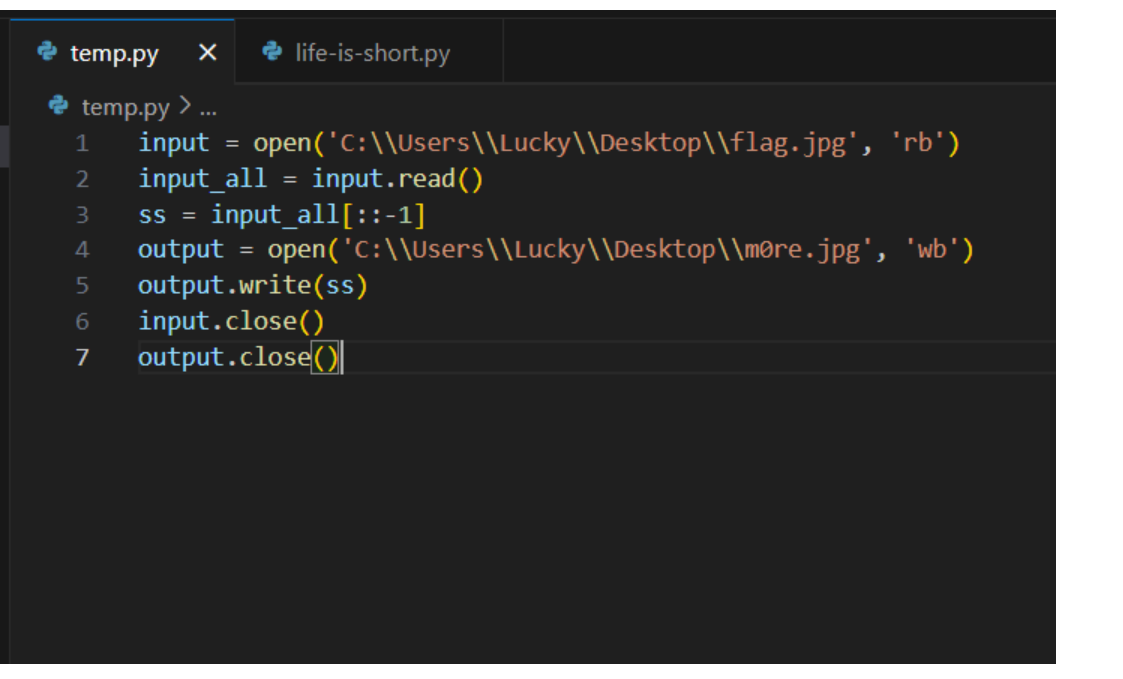 temp.py × life-is-short.py
temp.py > ...
1 input = open('C:\\Users\\Lucky\\Desktop\\flag.jpg', 'rb')
2 input_all = input.read()
3 ss = input_all[::-1]
4 output = open('C:\\Users\\Lucky\\Desktop\\m0re.jpg', 'wb')
5 output.write(ss)
6 input.close()
7 output.close()